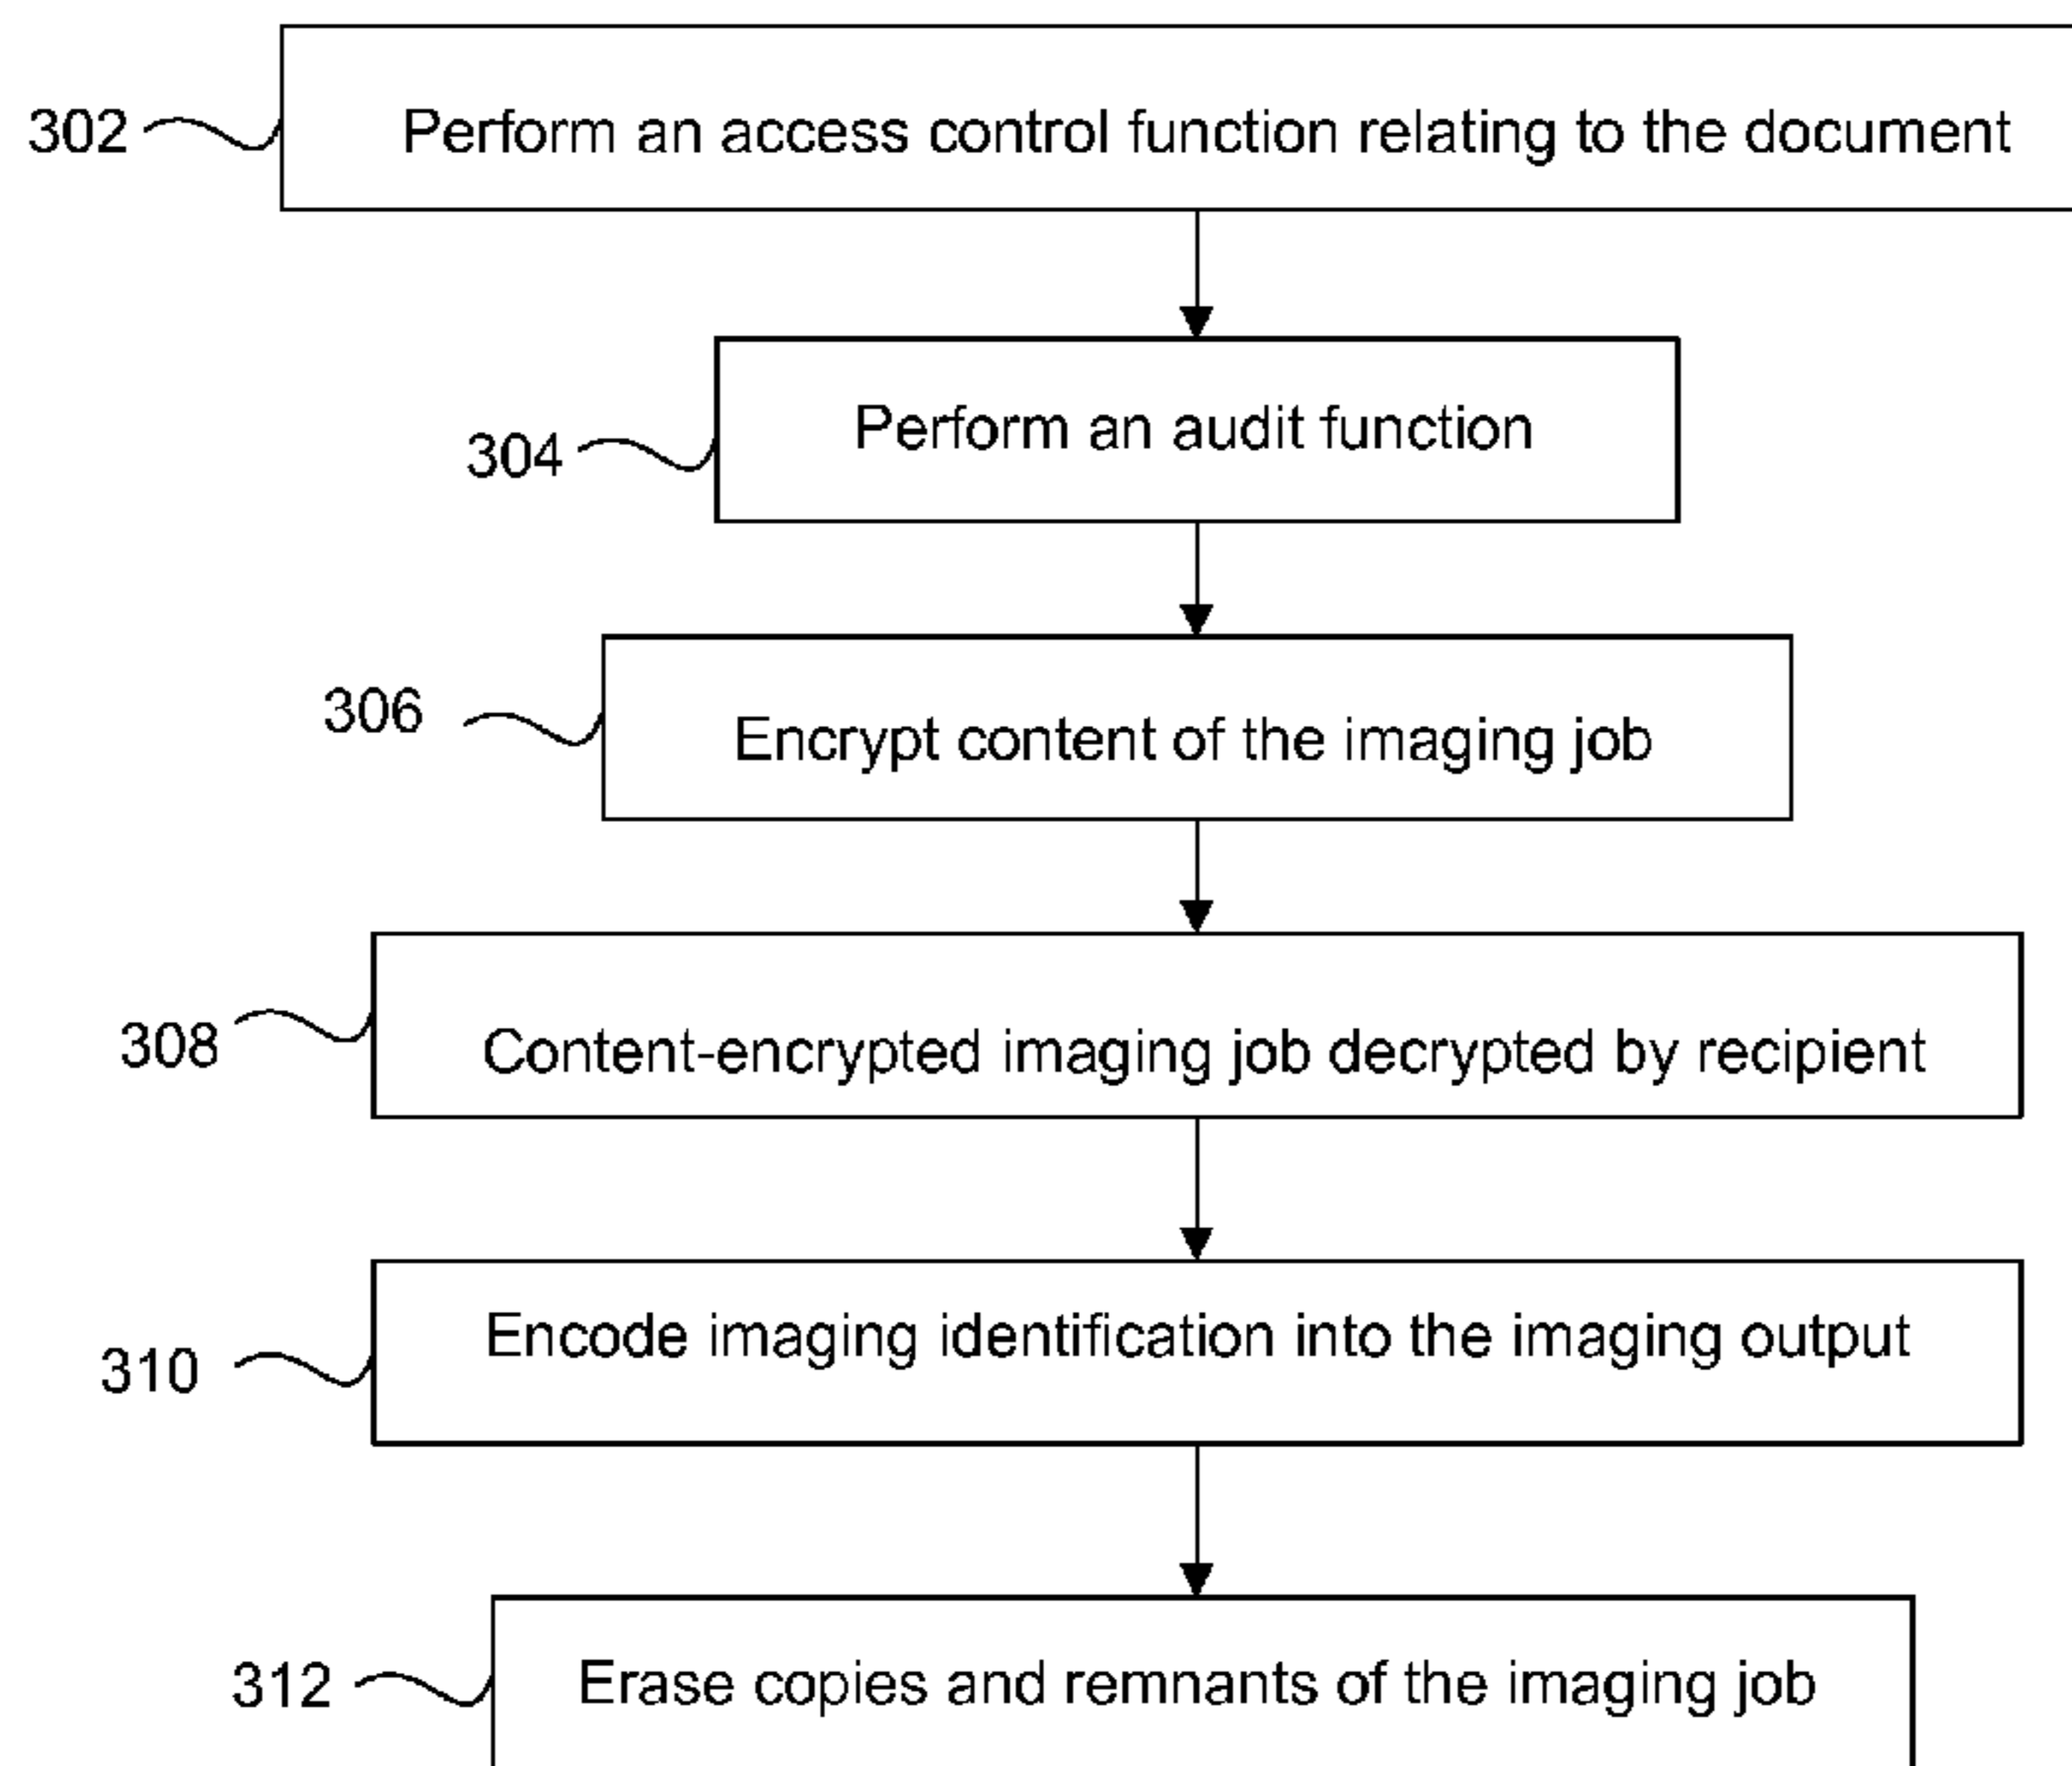 302 Perform an access control function relating to the document
304 Perform an audit function
306 Encrypt content of the imaging job
308 Content-encrypted imaging job decrypted by recipient
310 Encode imaging identification into the imaging output
312 Erase copies and remnants of the imaging job